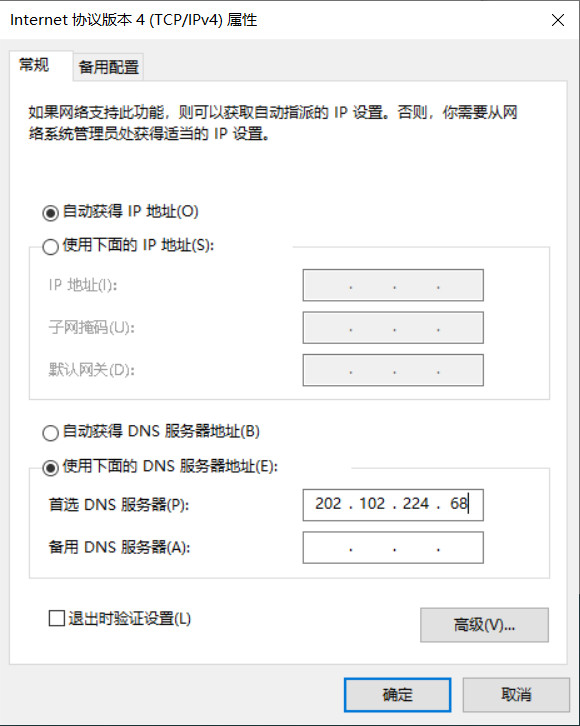 Internet 协议版本 4 (TCP/IPv4) 属性
常规
备用配置
如果网络支持此功能，则可以获取自动指派的 IP 设置。否则，你需要从网
络系统管理员处获得适当的 IP 设置。
自动获得 IP 地址(O)
使用下面的 IP 地址(S):
IP 地址(I):
. . .
子网掩码(U):
. . .
默认网关(D):
. . .
自动获得 DNS 服务器地址(B)
使用下面的 DNS 服务器地址(E):
首选 DNS 服务器(P):
202 . 102 . 224 . 68
备用 DNS 服务器(A):
. . .
退出时验证设置(L)
高级(V)...
确定
取消